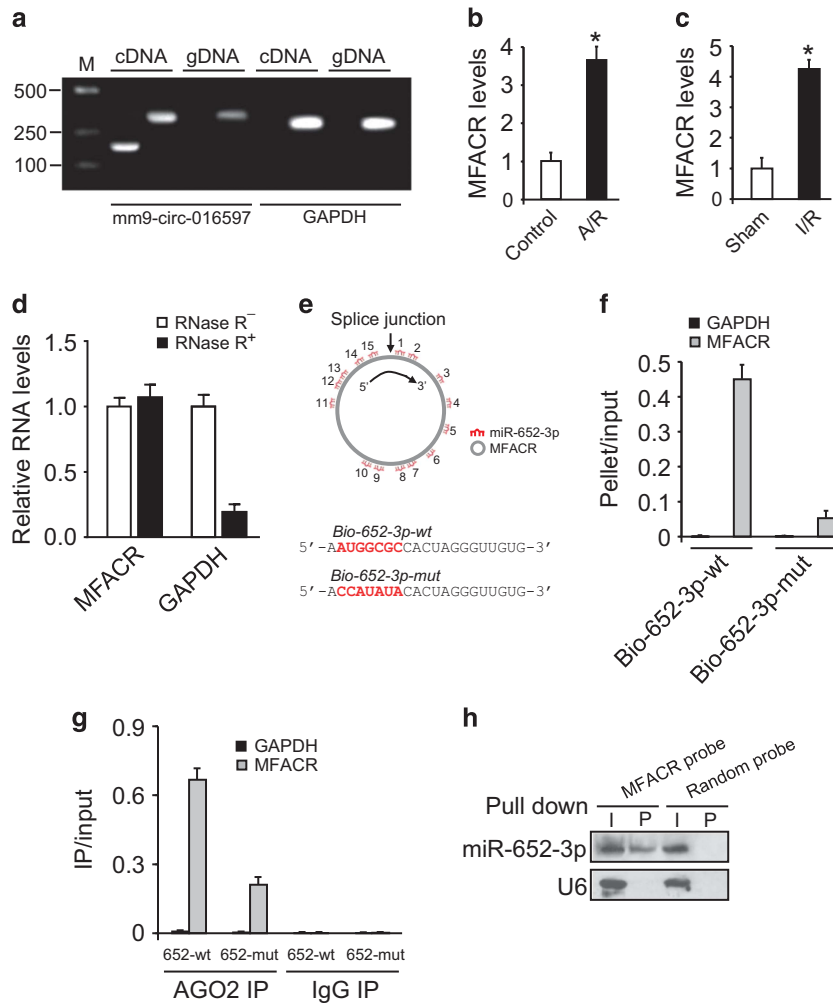 a
M
cDNA gDNA cDNA gDNA
500
250
100
mm9-circ-016597 GAPDH
b
MFACR levels
4
3
2
1
0
*
Control A/R
c
MFACR levels
5
4
3
2
1
0
*
Sham I/R
d
RNase R⁻
RNase R⁺
Relative RNA levels
1.5
1.0
0.5
0.0
MFACR GAPDH
e
Splice junction
1
2
3
4
5
6
7
8
9
10
11
12
13
14
15
5' 3'
miR-652-3p
MFACR
Bio-652-3p-wt
5′-AAUGGCGCCACUAGGGUUGUG-3′
Bio-652-3p-mut
5′-ACCAUAUACACUAGGGUUGUG-3′
f
GAPDH
MFACR
Pellet/input
0.5
0.4
0.3
0.2
0.1
0
Bio-652-3p-wt Bio-652-3p-mut
g
GAPDH
MFACR
IP/input
0.9
0.6
0.3
0
652-wt 652-mut 652-wt 652-mut
AGO2 IP IgG IP
h
MFACR probe Random probe
Pull down
I P I P
miR-652-3p
U6